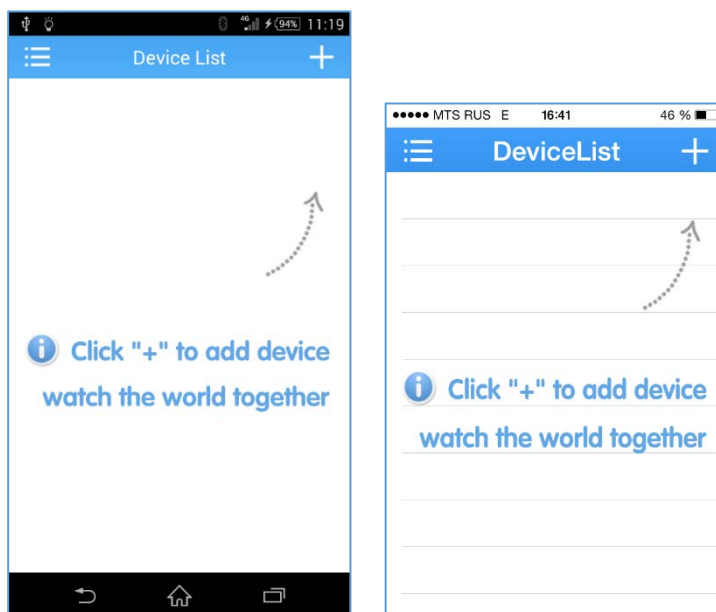 4G 94% 11:19
Device List
Click "+" to add device
watch the world together
MTS RUS E 16:41 46 %
DeviceList
Click "+" to add device
watch the world together